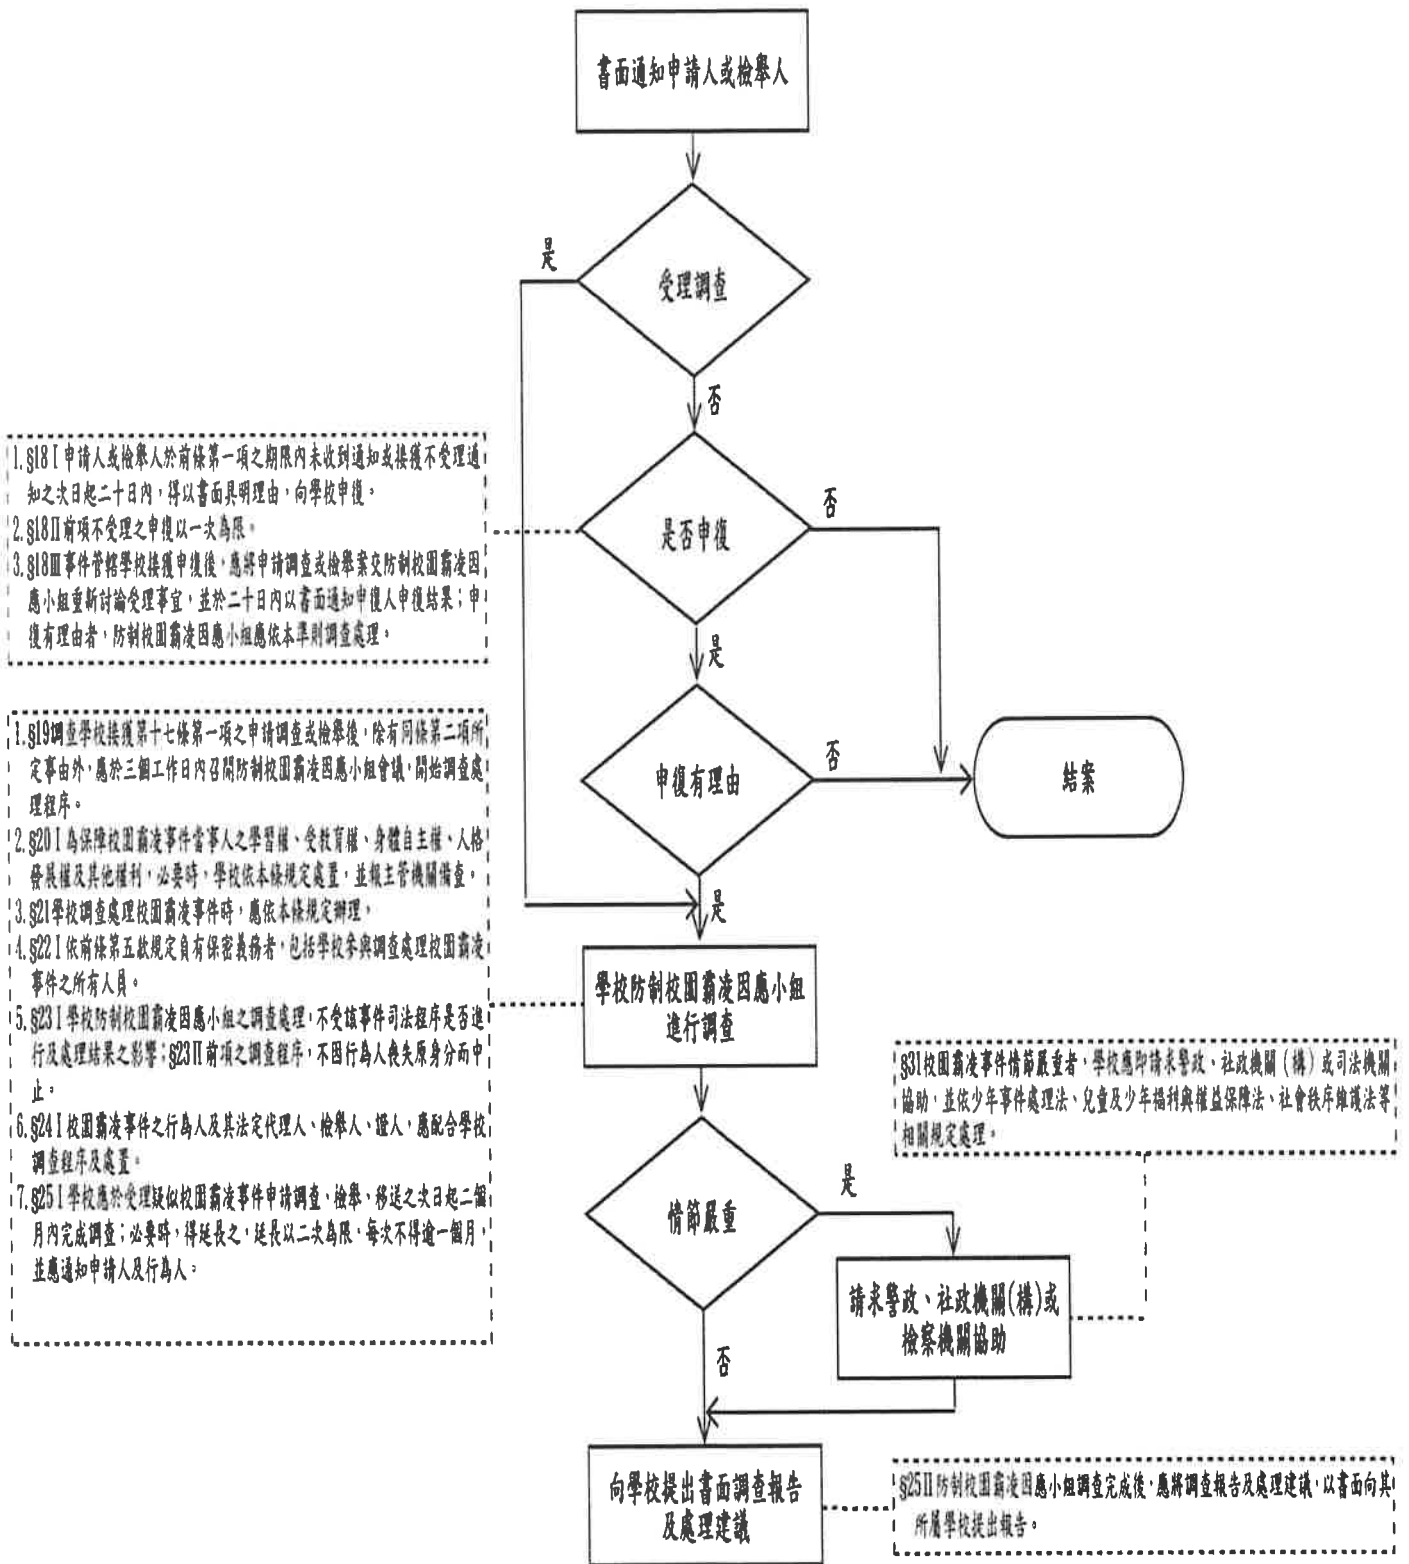 書面通知申請人或檢舉人
受理調查
是
否
1.§18Ⅰ申請人或檢舉人於前條第一項之期限內未收到通知或接獲不受理通
知之次日起二十日內，得以書面具明理由，向學校申復。
2.§18Ⅱ前項不受理之申復以一次為限。
3.§18Ⅲ事件管轄學校接獲申復後，應將申請調查或檢舉案交防制校園霸凌因
應小組重新討論受理事宜，並於二十日內以書面通知申復人申復結果；申
復有理由者，防制校園霸凌因應小組應依本準則調查處理。
是否申復
否
是
申復有理由
否
結案
是
1.§19調查學校接獲第十七條第一項之申請調查或檢舉後，除有同條第二項所
定事由外，應於三個工作日內召開防制校園霸凌因應小組會議，開始調查處
理程序。
2.§20Ⅰ為保障校園霸凌事件當事人之學習權、受教育權、身體自主權、人格
發展權及其他權利，必要時，學校依本條規定處置，並報主管機關備查。
3.§21學校調查處理校園霸凌事件時，應依本條規定辦理。
4.§22Ⅰ依前條第五款規定負有保密義務者，包括學校參與調查處理校園霸凌
事件之所有人員。
5.§23Ⅰ學校防制校園霸凌因應小組之調查處理，不受該事件司法程序是否進
行及處理結果之影響；§23Ⅱ前項之調查程序，不因行為人喪失原身分而中
止。
6.§24Ⅰ校園霸凌事件之行為人及其法定代理人、檢舉人、證人，應配合學校
調查程序及處置。
7.§25Ⅰ學校應於受理疑似校園霸凌事件申請調查、檢舉、移送之次日起二個
月內完成調查；必要時，得延長之，延長以二次為限，每次不得逾一個月，
並應通知申請人及行為人。
學校防制校園霸凌因應小組
進行調查
§31校園霸凌事件情節嚴重者，學校應即請求警政、社政機關（構）或司法機關
協助，並依少年事件處理法、兒童及少年福利與權益保障法、社會秩序維護法等
相關規定處理。
情節嚴重
是
請求警政、社政機關(構)或
檢察機關協助
否
向學校提出書面調查報告
及處理建議
§25Ⅱ防制校園霸凌因應小組調查完成後，應將調查報告及處理建議，以書面向其
所屬學校提出報告。